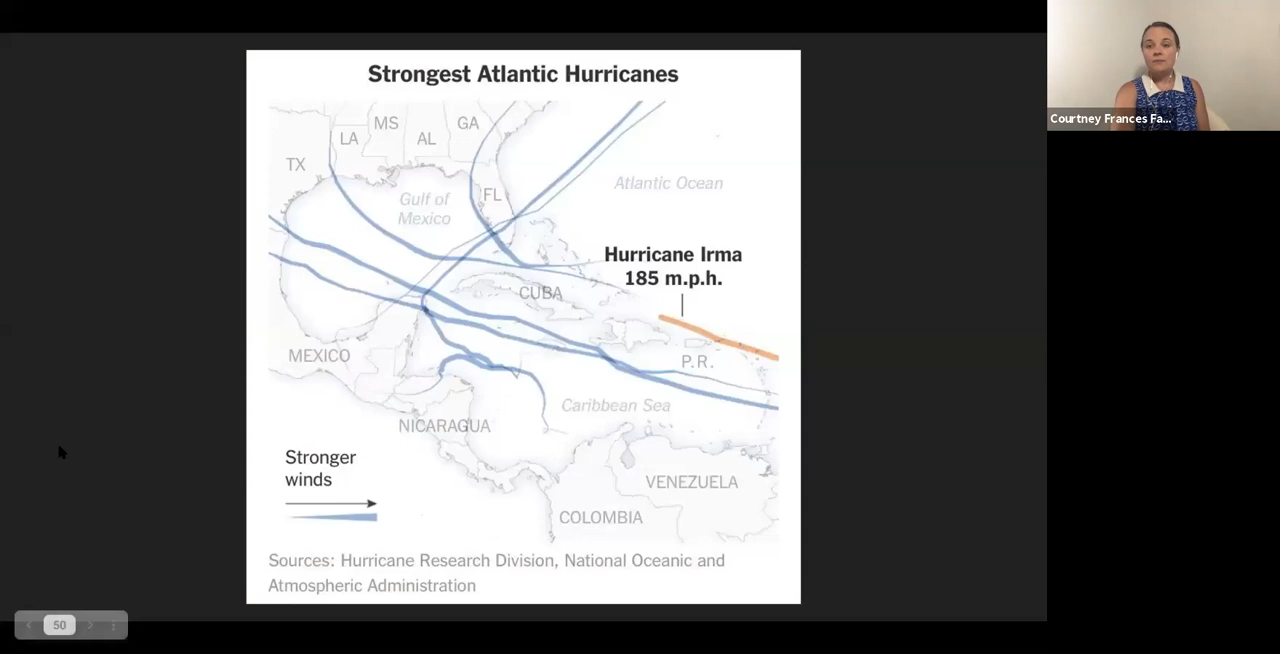 Strongest Atlantic Hurricanes
MS
GA
LA
AL
TX
Atlantic Ocean
FL
Gulf of
Mexico
Hurricane Irma
185 m.p.h.
CUBA
MEXICO
P.R.
Caribbean Sea
NICARAGUA
Stronger
winds
VENEZUELA
COLOMBIA
Sources: Hurricane Research Division, National Oceanic and
Atmospheric Administration
50
Courtney Frances Fa...